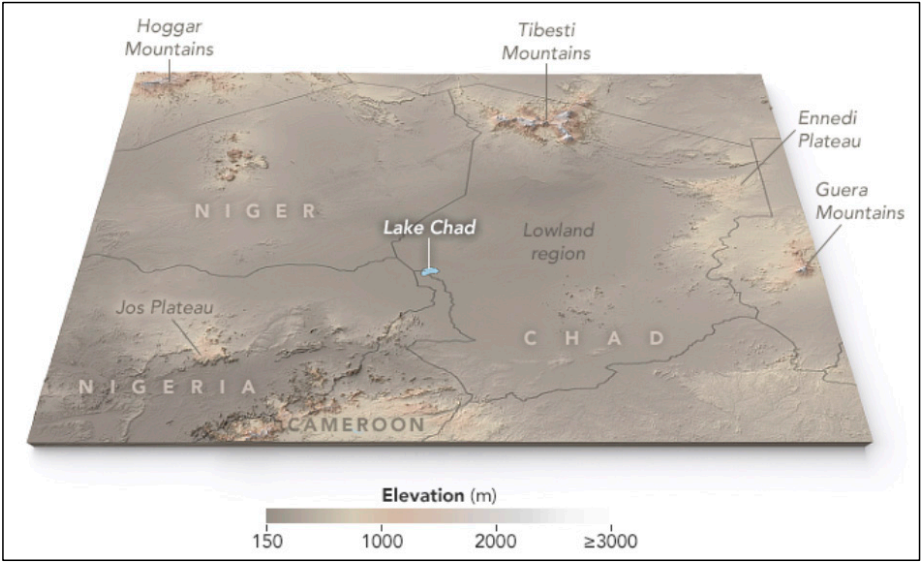 Hoggar
Mountains
Tibesti
Mountains
Ennedi
Plateau
Guera
Mountains
NIGER
Lake Chad
Lowland
region
Jos Plateau
CHAD
NIGERIA
CAMEROON
Elevation (m)
150 1000 2000 ≥3000